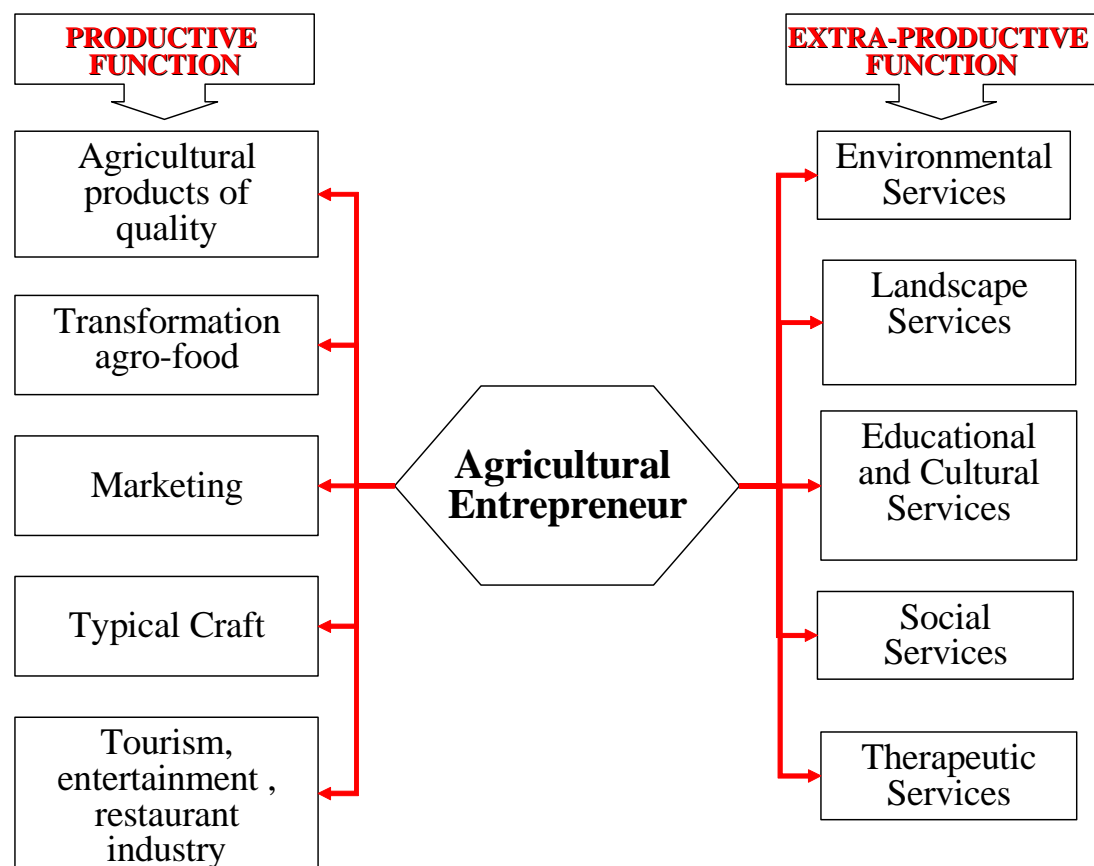 PRODUCTIVE
FUNCTION
Agricultural
products of
quality
Transformation
agro-food
Marketing
Typical Craft
Tourism,
entertainment ,
restaurant
industry
Agricultural
Entrepreneur
EXTRA-PRODUCTIVE
FUNCTION
Environmental
Services
Landscape
Services
Educational
and Cultural
Services
Social
Services
Therapeutic
Services